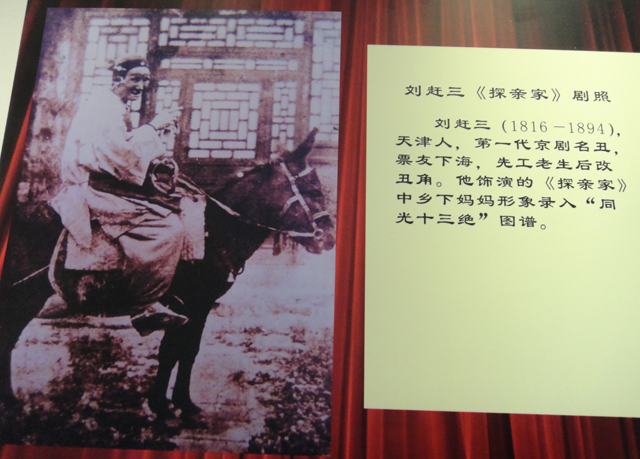 刘赶三《探亲家》剧照
刘赶三（1816－1894），
天津人，第一代京剧名丑，
票友下海，先工老生后改
丑角。他饰演的《探亲家》
中乡下妈妈形象录入“同
光十三绝”图谱。